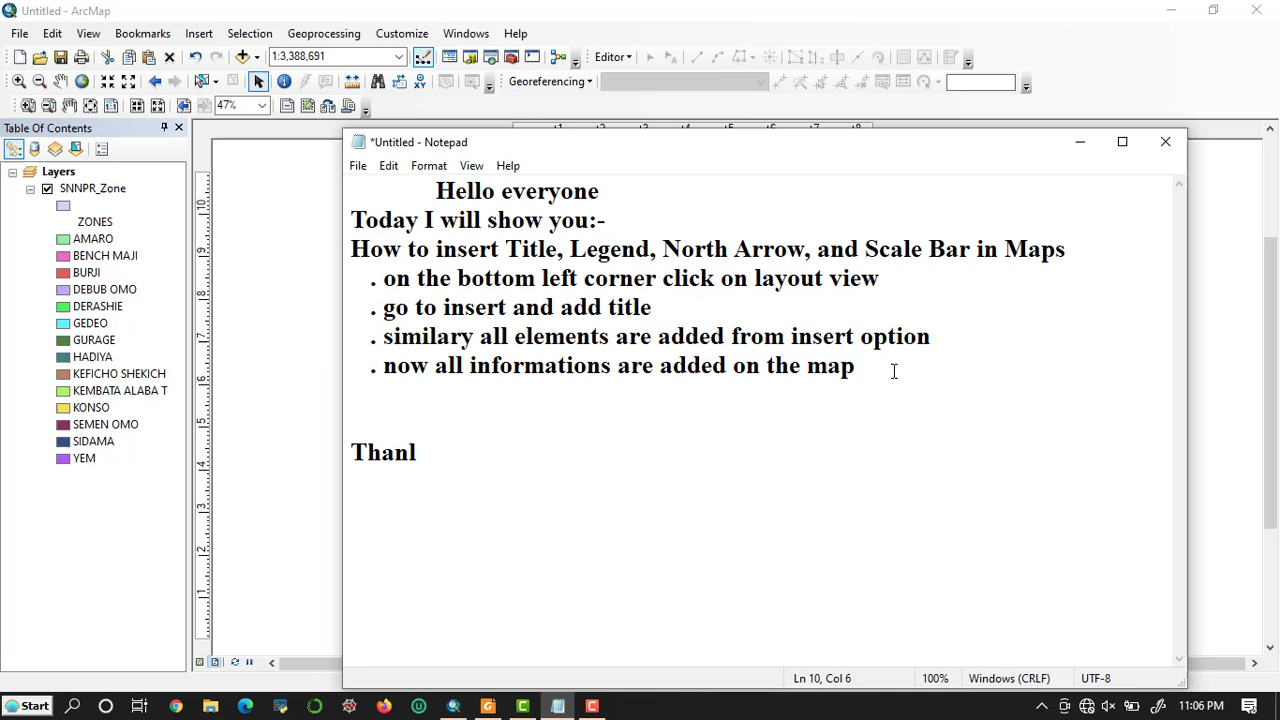 Untitled - ArcMap
File Edit View Bookmarks Insert Selection Geoprocessing Customize Windows Help
1:3,388,691 Editor
Georeferencing
47%
Table Of Contents
Layers
SNNPR_Zone
ZONES
AMARO
BENCH MAJI
BURJI
DEBUB OMO
DERASHIE
GEDEO
GURAGE
HADIYA
KEFICHO SHEKICH
KEMBATA ALABA T
KONSO
SEMEN OMO
SIDAMA
YEM
*Untitled - Notepad
File Edit Format View Help
Hello everyone
Today I will show you:-
How to insert Title, Legend, North Arrow, and Scale Bar in Maps
. on the bottom left corner click on layout view
. go to insert and add title
. similary all elements are added from insert option
. now all informations are added on the map
Thanl
Ln 10, Col 6 100% Windows (CRLF) UTF-8
Start 11:06 PM